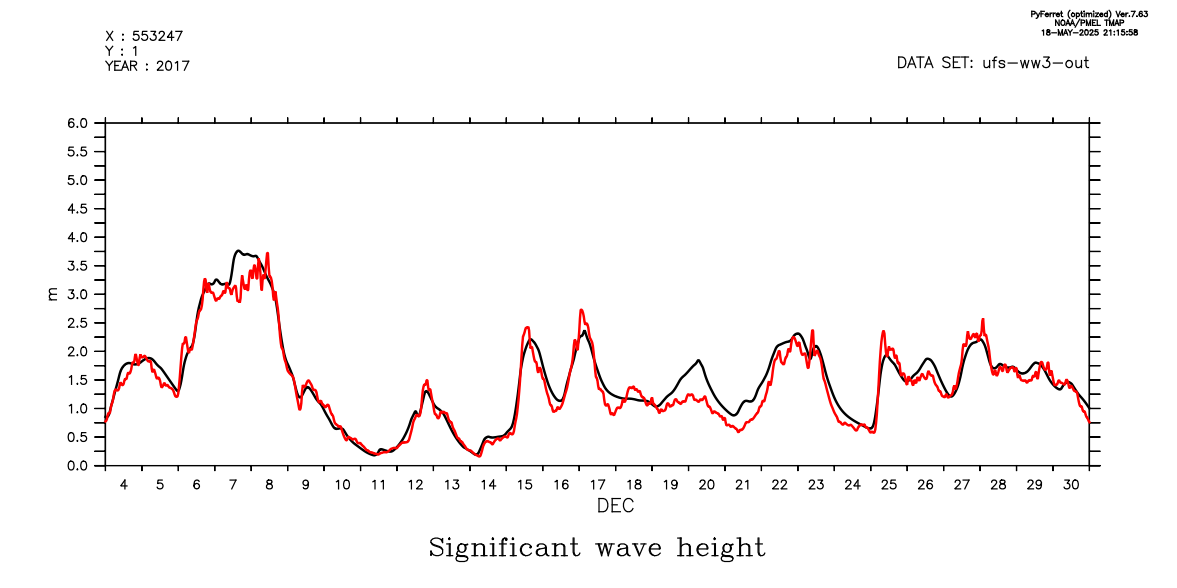 PyFerret (optimized) Ver.7.63
NOAA/PMEL TMAP
18-MAY-2025 21:15:58
X : 553247
Y : 1
YEAR : 2017
DATA SET: ufs-ww3-out
6.0
5.5
5.0
4.5
4.0
3.5
3.0
2.5
2.0
1.5
1.0
0.5
0.0
m
4 5 6 7 8 9 10 11 12 13 14 15 16 17 18 19 20 21 22 23 24 25 26 27 28 29 30
DEC
Significant wave height